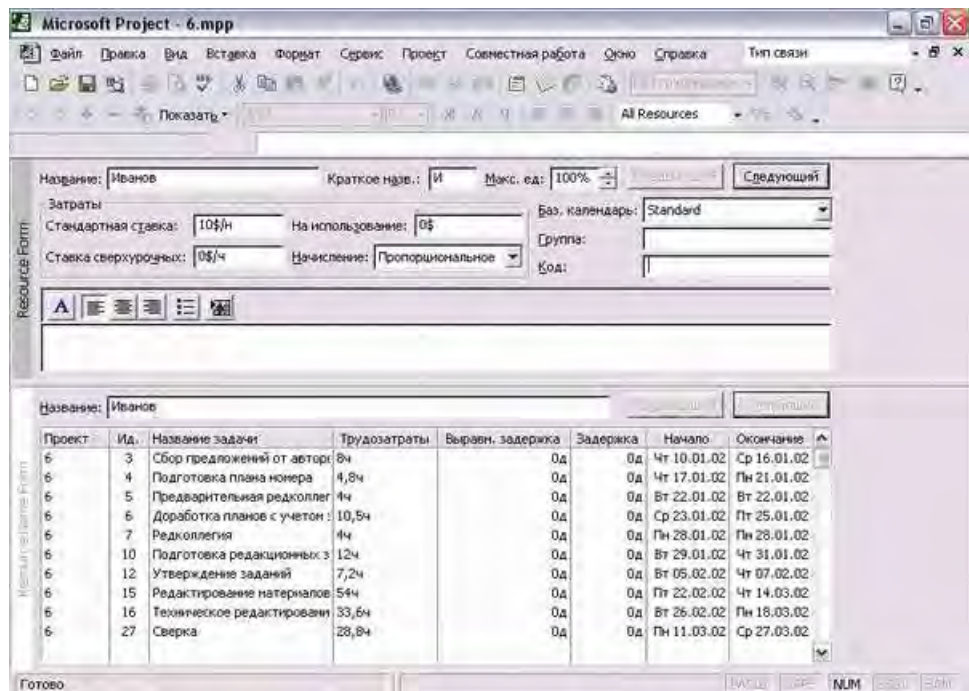 Microsoft Project - 6.mpp
Файл Правка Вид Вставка Формат Сервис Проект Совместная работа Окно Справка Тип связи
Показать All Resources
Название: Иванов Краткое назв.: И Макс. ед: 100% Следующий
Затраты
Стандартная ставка: 10$/ч На использование: 0$ Баз. календарь: Standard
Группа:
Ставка сверхурочных: 0$/ч Начисление: Пропорциональное Код:
Resource Form
A
Название: Иванов
Проект Ид. Название задачи Трудозатраты Выравн. задержка Задержка Начало Окончание
6 3 Сбор предложений от авторо 8ч 0д 0д Чт 10.01.02 Ср 16.01.02
6 4 Подготовка плана номера 4,8ч 0д 0д Чт 17.01.02 Пн 21.01.02
6 5 Предварительная редколлег 4ч 0д 0д Вт 22.01.02 Вт 22.01.02
6 6 Доработка планов с учетом 10,5ч 0д 0д Ср 23.01.02 Пт 25.01.02
6 7 Редколлегия 4ч 0д 0д Пн 28.01.02 Пн 28.01.02
6 10 Подготовка редакционных з 12ч 0д 0д Вт 29.01.02 Чт 31.01.02
6 12 Утверждение заданий 7,2ч 0д 0д Вт 05.02.02 Чт 07.02.02
6 15 Редактирование материалов 54ч 0д 0д Пт 22.02.02 Чт 14.03.02
6 16 Техническое редактировани 33,6ч 0д 0д Вт 26.02.02 Пн 18.03.02
6 27 Сверка 28,8ч 0д 0д Пн 11.03.02 Ср 27.03.02
Готово NUM